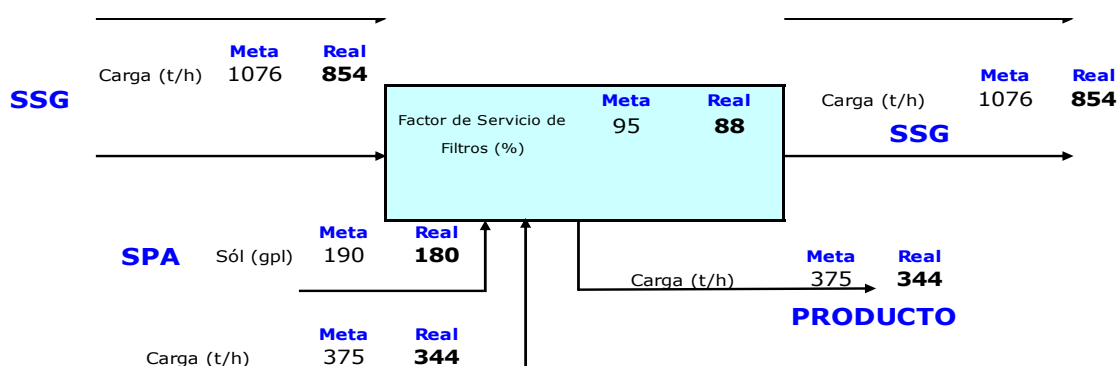 Meta Real
Carga (t/h) 1076 854
SSG
Meta Real
Factor de Servicio de
Filtros (%)
95 88
Meta Real
Carga (t/h) 1076 854
SSG
Meta Real
SPA Sól (gpl) 190 180
Meta Real
Carga (t/h) 375 344
PRODUCTO
Meta Real
Carga (t/h) 375 344